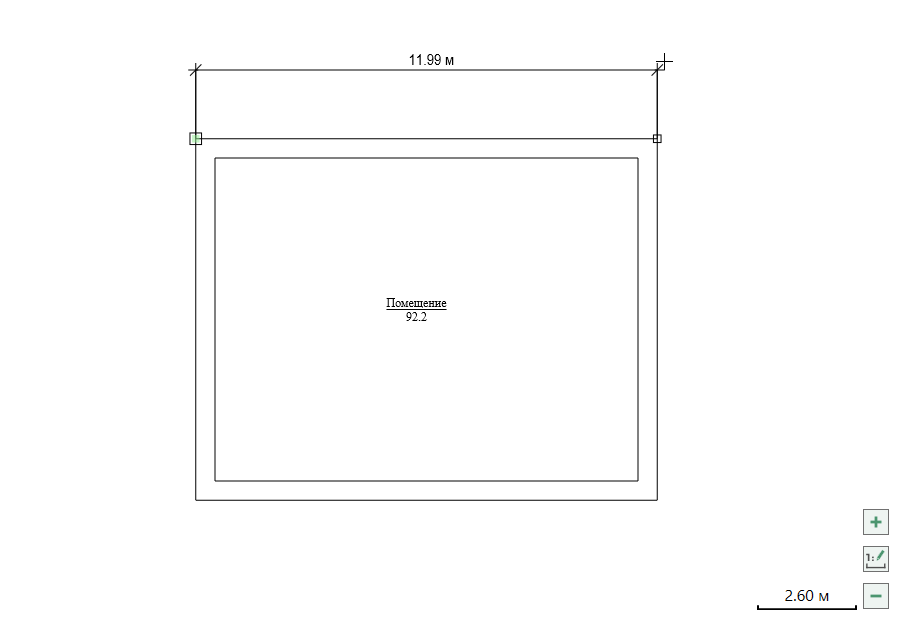 11.99 м
Помещение
92.2
1:
2.60 м